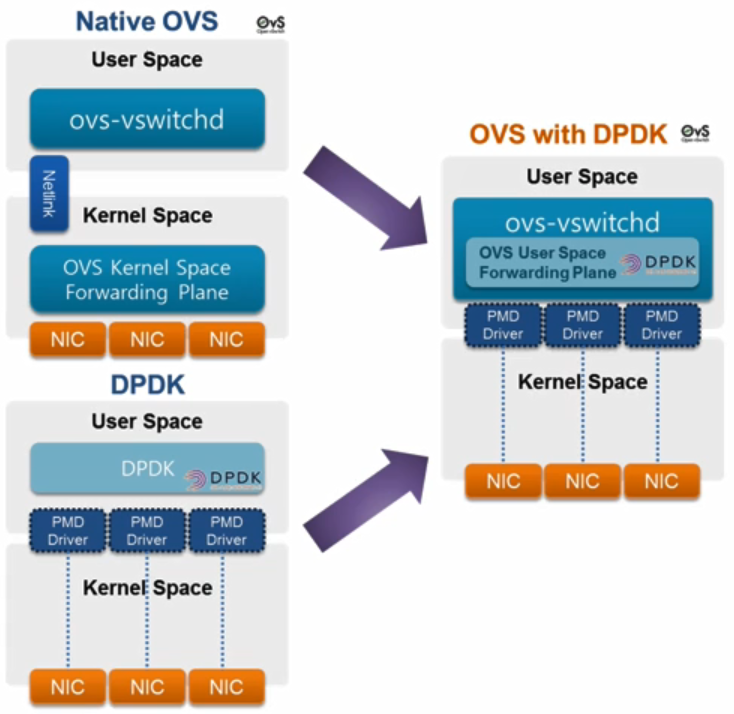 Native OVS
OvS
User Space
ovs-vswitchd
Netlink
Kernel Space
OVS Kernel Space
Forwarding Plane
NIC
NIC
NIC
DPDK
User Space
DPDK
DPDK
PMD
Driver
PMD
Driver
PMD
Driver
Kernel Space
NIC
NIC
NIC
OVS with DPDK
OvS
User Space
ovs-vswitchd
OVS User Space
Forwarding Plane
DPDK
PMD
Driver
PMD
Driver
PMD
Driver
Kernel Space
NIC
NIC
NIC